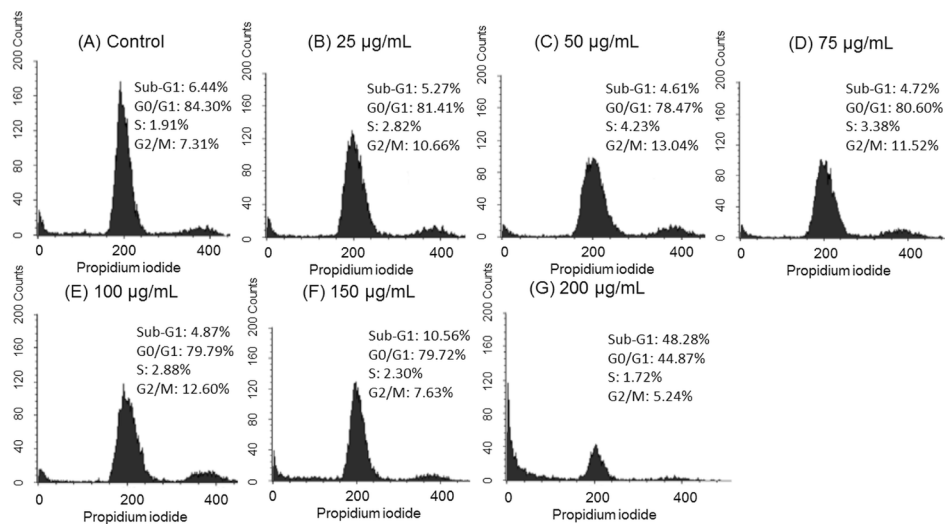 (A) Control
200 Counts
160
120
80
40
0
Sub-G1: 6.44%
G0/G1: 84.30%
S: 1.91%
G2/M: 7.31%
0 200 400
Propidium iodide
(B) 25 µg/mL
200 Counts
160
120
80
40
0
Sub-G1: 5.27%
G0/G1: 81.41%
S: 2.82%
G2/M: 10.66%
0 200 400
Propidium iodide
(C) 50 µg/mL
200 Counts
160
120
80
40
0
Sub-G1: 4.61%
G0/G1: 78.47%
S: 4.23%
G2/M: 13.04%
0 200 400
Propidium iodide
(D) 75 µg/mL
200 Counts
160
120
80
40
0
Sub-G1: 4.72%
G0/G1: 80.60%
S: 3.38%
G2/M: 11.52%
0 200 400
Propidium iodide
(E) 100 µg/mL
200 Counts
160
120
80
40
0
Sub-G1: 4.87%
G0/G1: 79.79%
S: 2.88%
G2/M: 12.60%
0 200 400
Propidium iodide
(F) 150 µg/mL
200 Counts
160
120
80
40
0
Sub-G1: 10.56%
G0/G1: 79.72%
S: 2.30%
G2/M: 7.63%
0 200 400
Propidium iodide
(G) 200 µg/mL
200 Counts
160
120
80
40
0
Sub-G1: 48.28%
G0/G1: 44.87%
S: 1.72%
G2/M: 5.24%
0 200 400
Propidium iodide